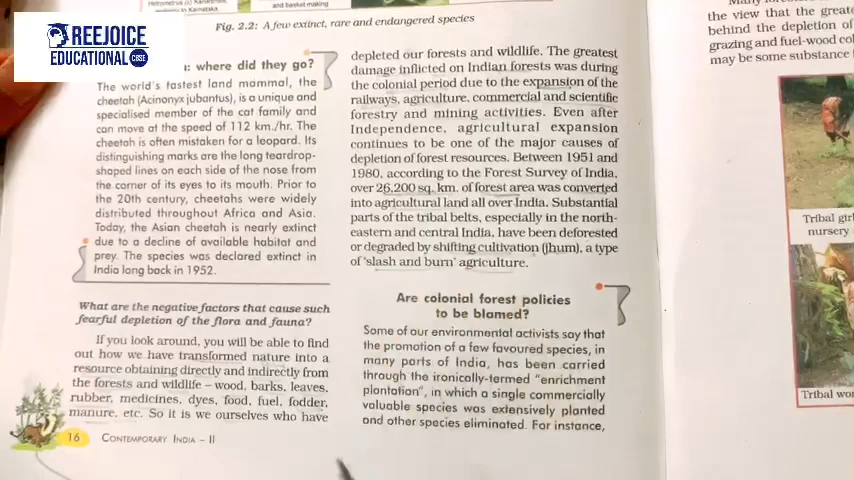 REEJOICE
EDUCATIONAL CBSE
and basket making
Fig. 2.2: A few extinct, rare and endangered species
: where did they go?
The world's fastest land mammal, the
cheetah (Acinonyx jubantus), is a unique and
specialised member of the cat family and
can move at the speed of 112 km./hr. The
cheetah is often mistaken for a leopard. Its
distinguishing marks are the long teardrop-
shaped lines on each side of the nose from
the corner of its eyes to its mouth. Prior to
the 20th century, cheetahs were widely
distributed throughout Africa and Asia.
Today, the Asian cheetah is nearly extinct
due to a decline of available habitat and
prey. The species was declared extinct in
India long back in 1952.
What are the negative factors that cause such
fearful depletion of the flora and fauna?
If you look around, you will be able to find
out how we have transformed nature into a
resource obtaining directly and indirectly from
the forests and wildlife – wood, barks, leaves,
rubber, medicines, dyes, food, fuel, fodder,
manure, etc. So it is we ourselves who have
16 CONTEMPORARY INDIA – II
depleted our forests and wildlife. The greatest
damage inflicted on Indian forests was during
the colonial period due to the expansion of the
railways, agriculture, commercial and scientific
forestry and mining activities. Even after
Independence, agricultural expansion
continues to be one of the major causes of
depletion of forest resources. Between 1951 and
1980, according to the Forest Survey of India,
over 26,200 sq. km. of forest area was converted
into agricultural land all over India. Substantial
parts of the tribal belts, especially in the north-
eastern and central India, have been deforested
or degraded by shifting cultivation (jhum), a type
of 'slash and burn' agriculture.
Are colonial forest policies
to be blamed?
Some of our environmental activists say that
the promotion of a few favoured species, in
many parts of India, has been carried
through the ironically-termed "enrichment
plantation", in which a single commercially
valuable species was extensively planted
and other species eliminated. For instance,
the view that the great
behind the depletion of
grazing and fuel-wood col
may be some substance
Tribal girl
nursery
Tribal wor